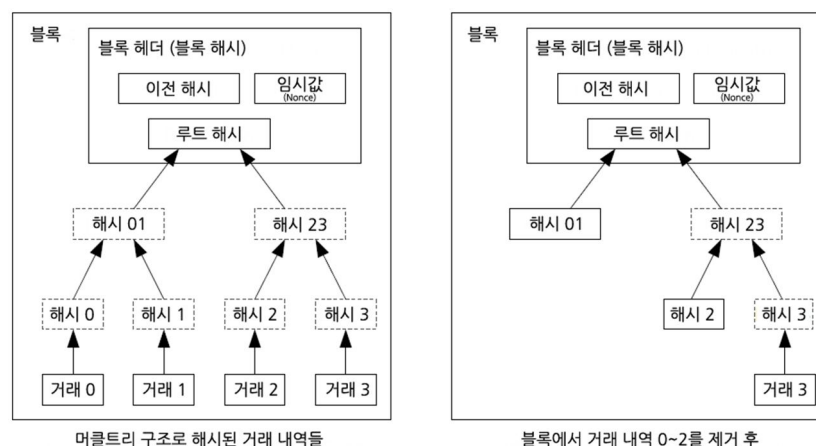 블록
블록 헤더 (블록 해시)
이전 해시
임시값
(Nonce)
루트 해시
해시 01
해시 23
해시 0
해시 1
해시 2
해시 3
거래 0
거래 1
거래 2
거래 3
머클트리 구조로 해시된 거래 내역들
블록
블록 헤더 (블록 해시)
이전 해시
임시값
(Nonce)
루트 해시
해시 01
해시 23
해시 2
해시 3
거래 3
블록에서 거래 내역 0~2를 제거 후